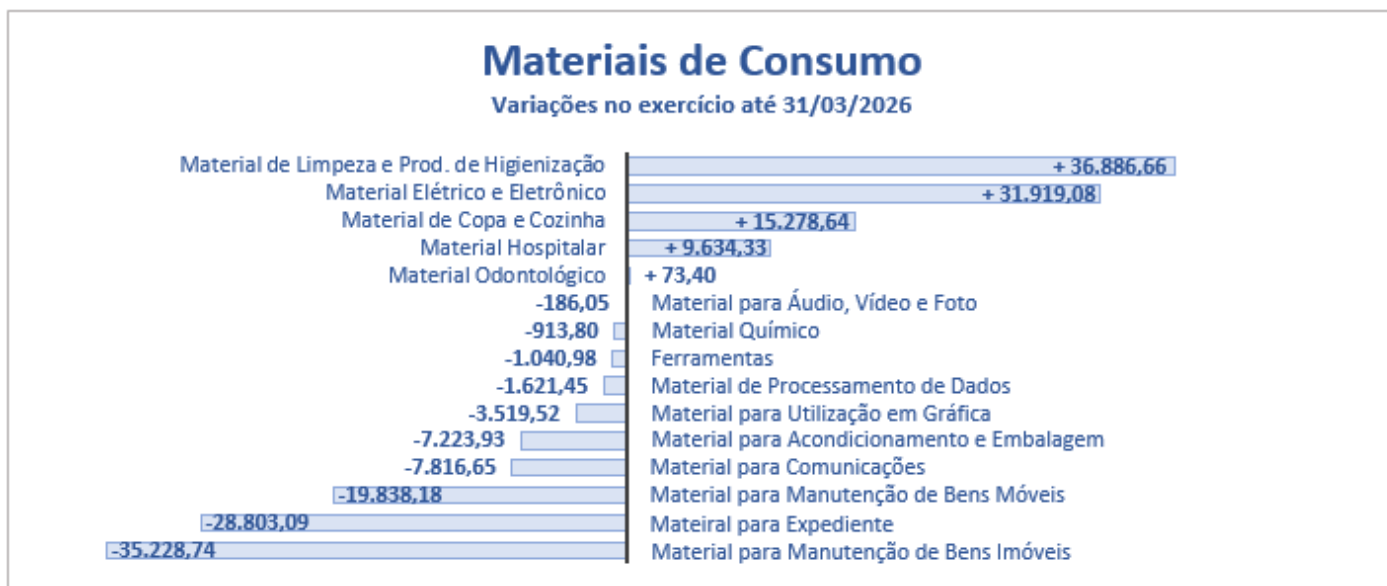 Materiais de Consumo
Variações no exercício até 31/03/2026
Material de Limpeza e Prod. de Higienização + 36.886,66
Material Elétrico e Eletrônico + 31.919,08
Material de Copa e Cozinha + 15.278,64
Material Hospitalar + 9.634,33
Material Odontológico + 73,40
-186,05 Material para Áudio, Vídeo e Foto
-913,80 Material Químico
-1.040,98 Ferramentas
-1.621,45 Material de Processamento de Dados
-3.519,52 Material para Utilização em Gráfica
-7.223,93 Material para Acondicionamento e Embalagem
-7.816,65 Material para Comunicações
-19.838,18 Material para Manutenção de Bens Móveis
-28.803,09 Mateiral para Expediente
-35.228,74 Material para Manutenção de Bens Imóveis